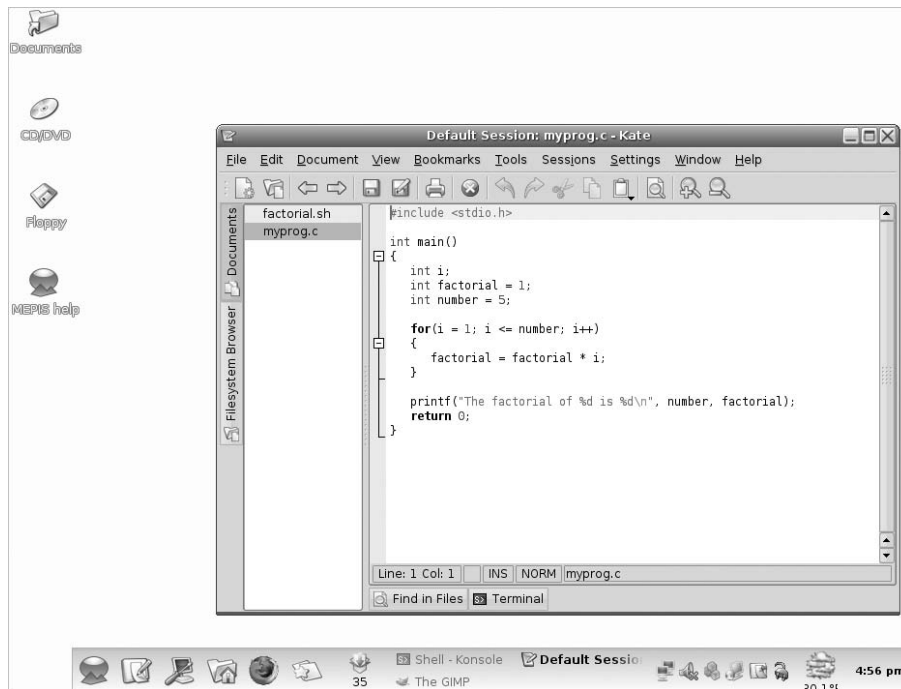 Documents
CD/DVD
Floppy
MEPIS help
Default Session: myprog.c - Kate
File Edit Document View Bookmarks Tools Sessions Settings Window Help
Documents
Filesystem Browser
factorial.sh
myprog.c
#include <stdio.h>
int main()
{
int i;
int factorial = 1;
int number = 5;
for(i = 1; i <= number; i++)
{
factorial = factorial * i;
}
printf("The factorial of %d is %d\n", number, factorial);
return 0;
}
Line: 1 Col: 1 INS NORM myprog.c
Find in Files Terminal
35
Shell - Konsole
The GIMP
Default Sessio
4:56 pm